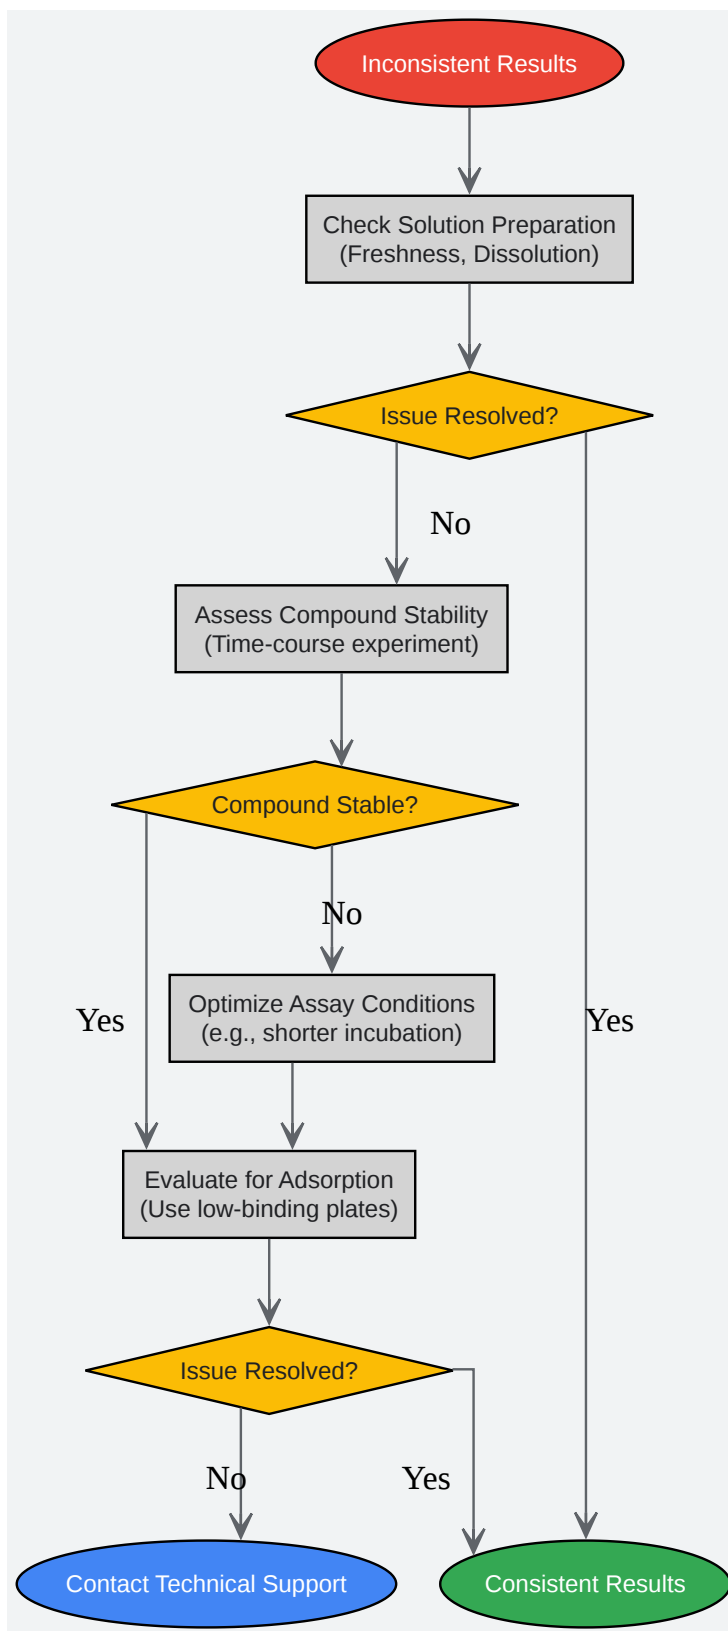 Inconsistent Results
Check Solution Preparation
(Freshness, Dissolution)
Issue Resolved?
No
Assess Compound Stability
(Time-course experiment)
Compound Stable?
No
Optimize Assay Conditions
(e.g., shorter incubation)
Yes
Yes
Evaluate for Adsorption
(Use low-binding plates)
Issue Resolved?
No
Yes
Contact Technical Support
Consistent Results